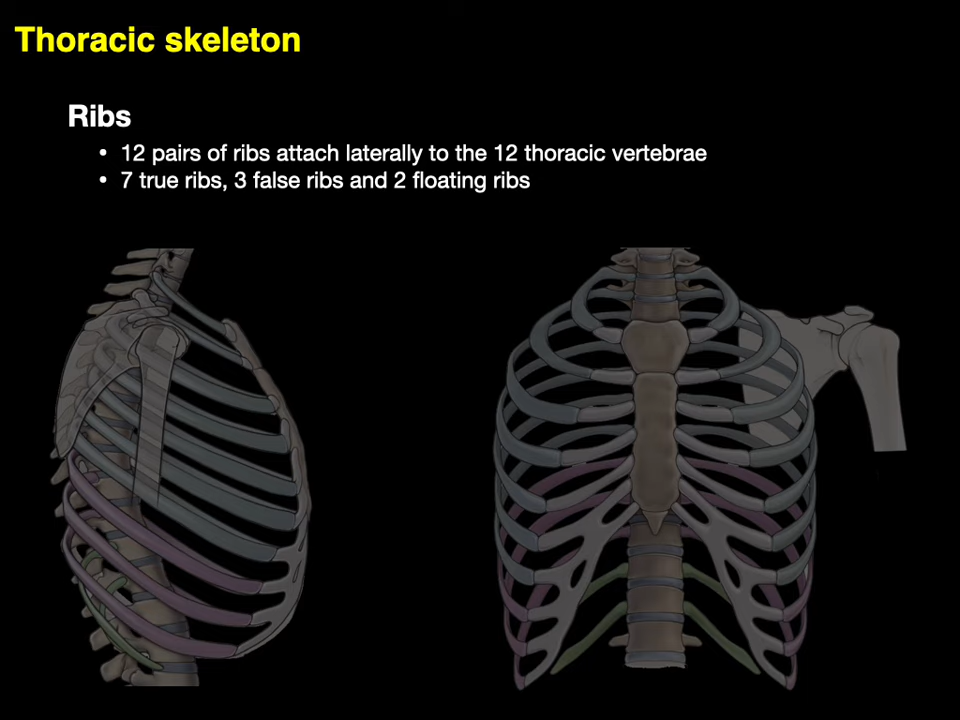 Thoracic skeleton
Ribs
• 12 pairs of ribs attach laterally to the 12 thoracic vertebrae
• 7 true ribs, 3 false ribs and 2 floating ribs